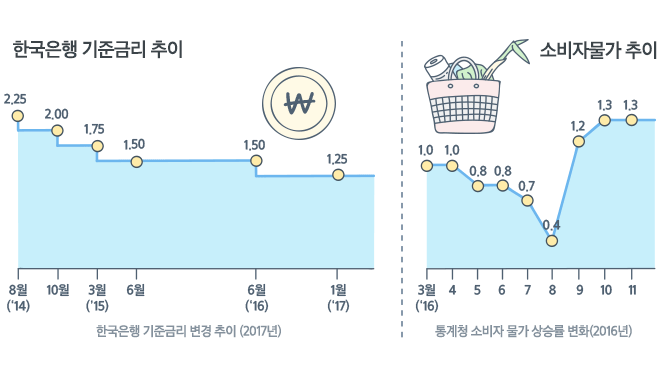 한국은행 기준금리 추이
₩
2.25
2.00
1.75
1.50
1.50
1.25
8월 10월 3월 6월 6월 1월
('14) ('15) ('16) ('17)
한국은행 기준금리 변경 추이 (2017년)
소비자물가 추이
1.0 1.0 0.8 0.8 0.7 0.4 1.2 1.3 1.3
3월 4 5 6 7 8 9 10 11
('16)
통계청 소비자 물가 상승률 변화(2016년)